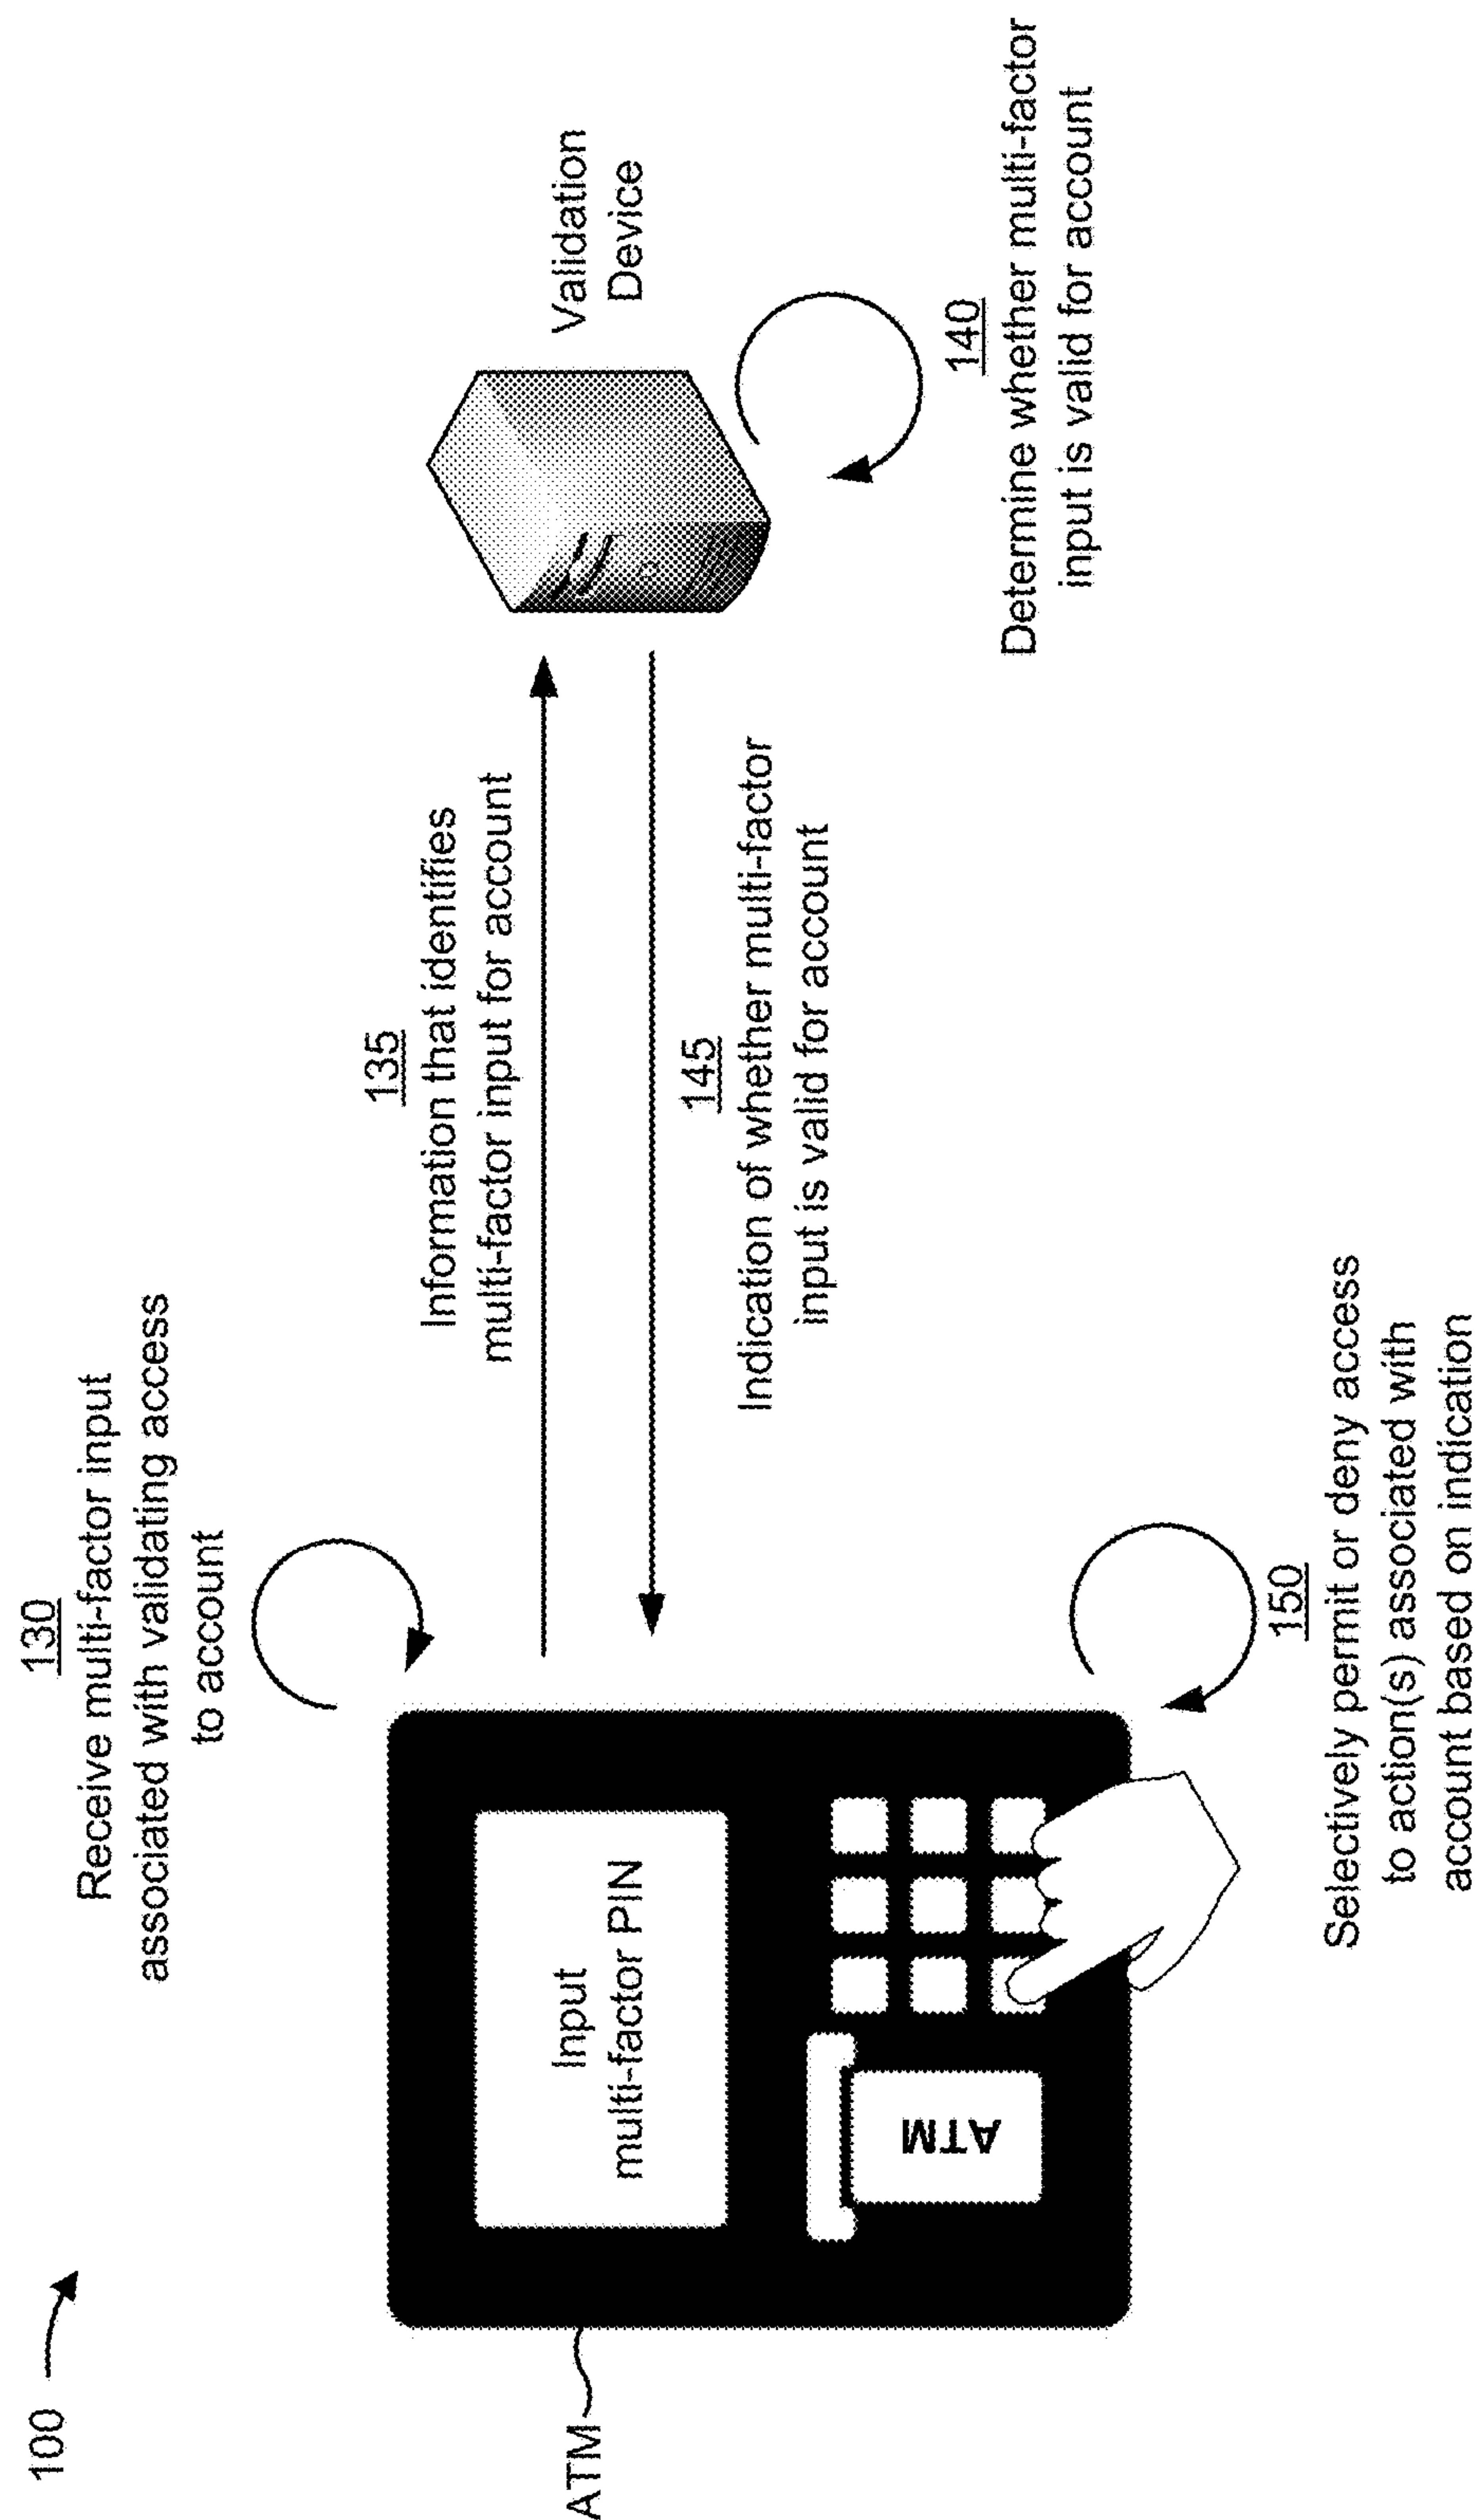 100
130
Receive multi-factor input
associated with validating access
to account
135
Information that identifies
multi-factor input for account
Validation
Device
Input
multi-factor PIN
ATM
ATM
145
Indication of whether multi-factor
input is valid for account
140
Determine whether multi-factor
input is valid for account
150
Selectively permit or deny access
to action(s) associated with
account based on indication